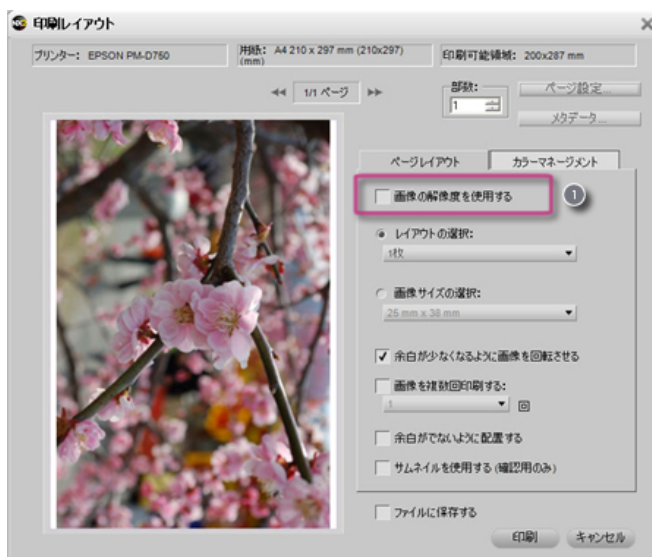 印刷レイアウト
プリンター: EPSON PM-D750
用紙: A4 210 x 297 mm (210x297)
(mm)
印刷可能領域: 200x287 mm
1/1 ページ
部数:
1
ページ設定...
メタデータ...
ページレイアウト
カラーマネージメント
画像の解像度を使用する
1
レイアウトの選択:
1枚
画像サイズの選択:
26 mm x 38 mm
余白が少なくなるように画像を回転させる
画像を複数回印刷する:
1
余白がでないように配置する
サムネイルを使用する (確認用のみ)
ファイルに保存する
印刷
キャンセル